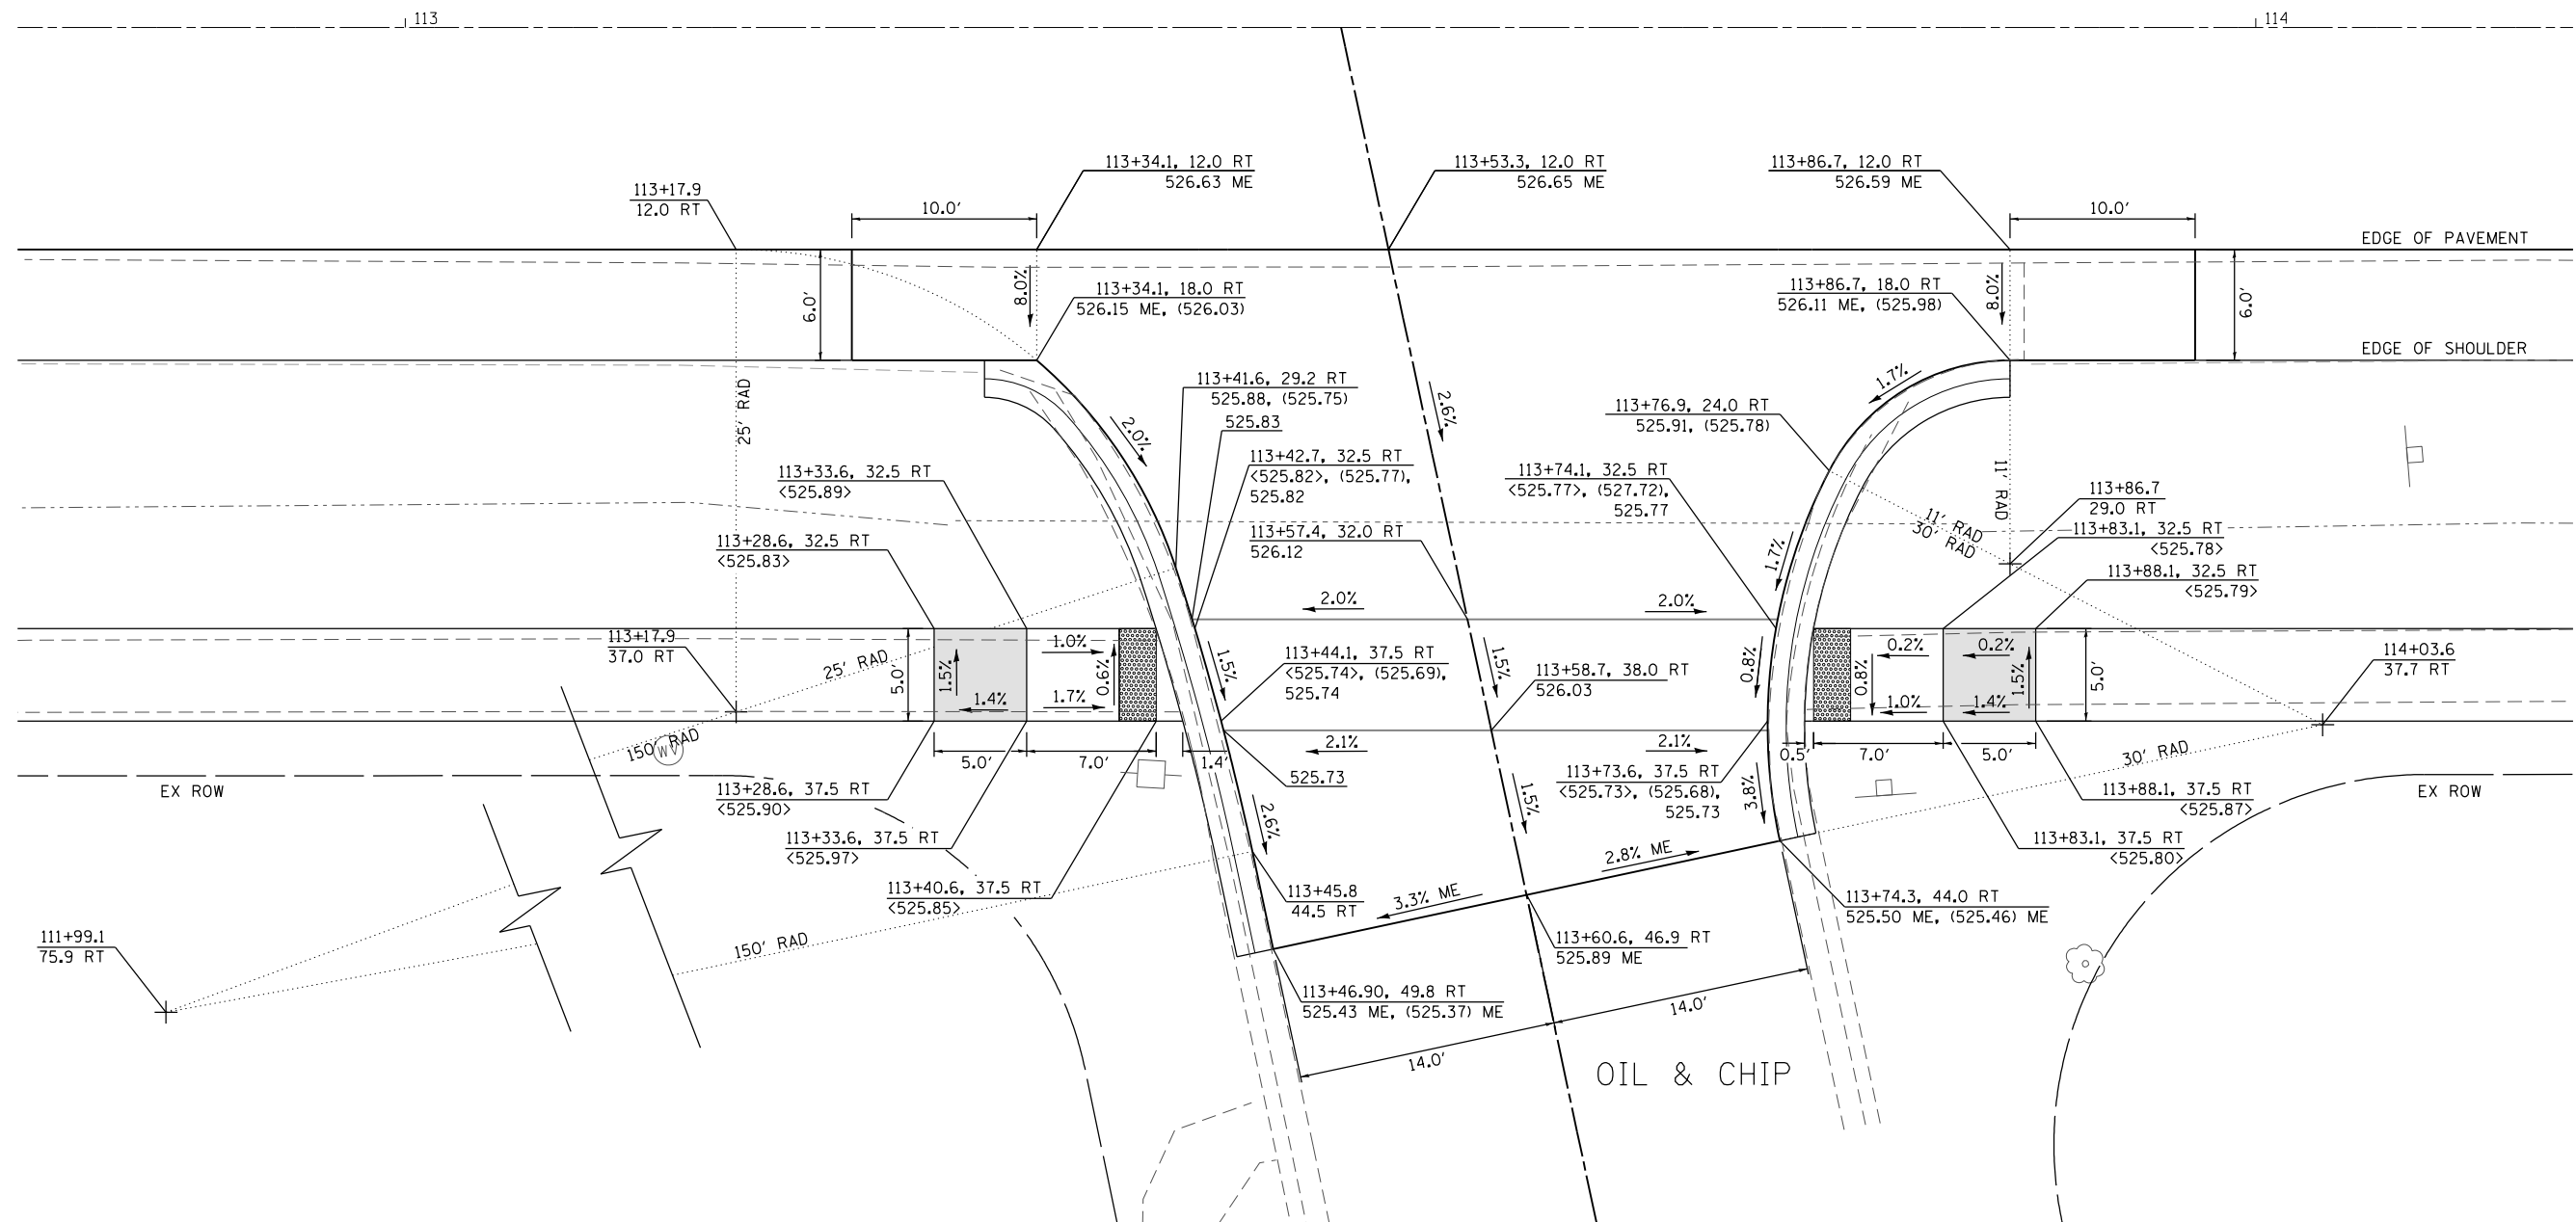 113
114
113+34.1, 12.0 RT
526.63 ME
113+53.3, 12.0 RT
526.65 ME
113+86.7, 12.0 RT
526.59 ME
113+17.9
12.0 RT
10.0'
10.0'
EDGE OF PAVEMENT
6.0'
8.0%
113+34.1, 18.0 RT
526.15 ME, (526.03)
113+86.7, 18.0 RT
526.11 ME, (525.98)
8.0%
6.0'
EDGE OF SHOULDER
25' RAD
2.0%
113+41.6, 29.2 RT
525.88, (525.75)
525.83
2.6%
1.7%
113+76.9, 24.0 RT
525.91, (525.78)
113+33.6, 32.5 RT
<525.89>
113+42.7, 32.5 RT
<525.82>, (525.77),
525.82
113+74.1, 32.5 RT
<525.77>, (527.72),
525.77
11' RAD
113+86.7
29.0 RT
11' RAD
30' RAD
113+83.1, 32.5 RT
<525.78>
113+28.6, 32.5 RT
<525.83>
113+57.4, 32.0 RT
526.12
1.7%
113+88.1, 32.5 RT
<525.79>
2.0%
2.0%
113+17.9
37.0 RT
25' RAD
5.0'
1.5%
1.4%
1.0%
1.7%
0.6%
1.5%
113+44.1, 37.5 RT
<525.74>, (525.69),
525.74
1.5%
113+58.7, 38.0 RT
526.03
0.8%
0.8%
0.2%
1.0%
0.2%
1.4%
1.5%
5.0'
114+03.6
37.7 RT
150' RAD
W
5.0'
7.0'
1.4'
2.1%
2.1%
0.5'
7.0'
5.0'
30' RAD
EX ROW
113+28.6, 37.5 RT
<525.90>
525.73
1.5%
113+73.6, 37.5 RT
<525.73>, (525.68),
525.73
3.8%
113+88.1, 37.5 RT
<525.87>
EX ROW
113+33.6, 37.5 RT
<525.97>
2.6%
2.8% ME
113+83.1, 37.5 RT
<525.80>
113+40.6, 37.5 RT
<525.85>
113+45.8
44.5 RT
3.3% ME
113+74.3, 44.0 RT
525.50 ME, (525.46) ME
111+99.1
75.9 RT
150' RAD
113+60.6, 46.9 RT
525.89 ME
113+46.90, 49.8 RT
525.43 ME, (525.37) ME
14.0'
14.0'
OIL & CHIP